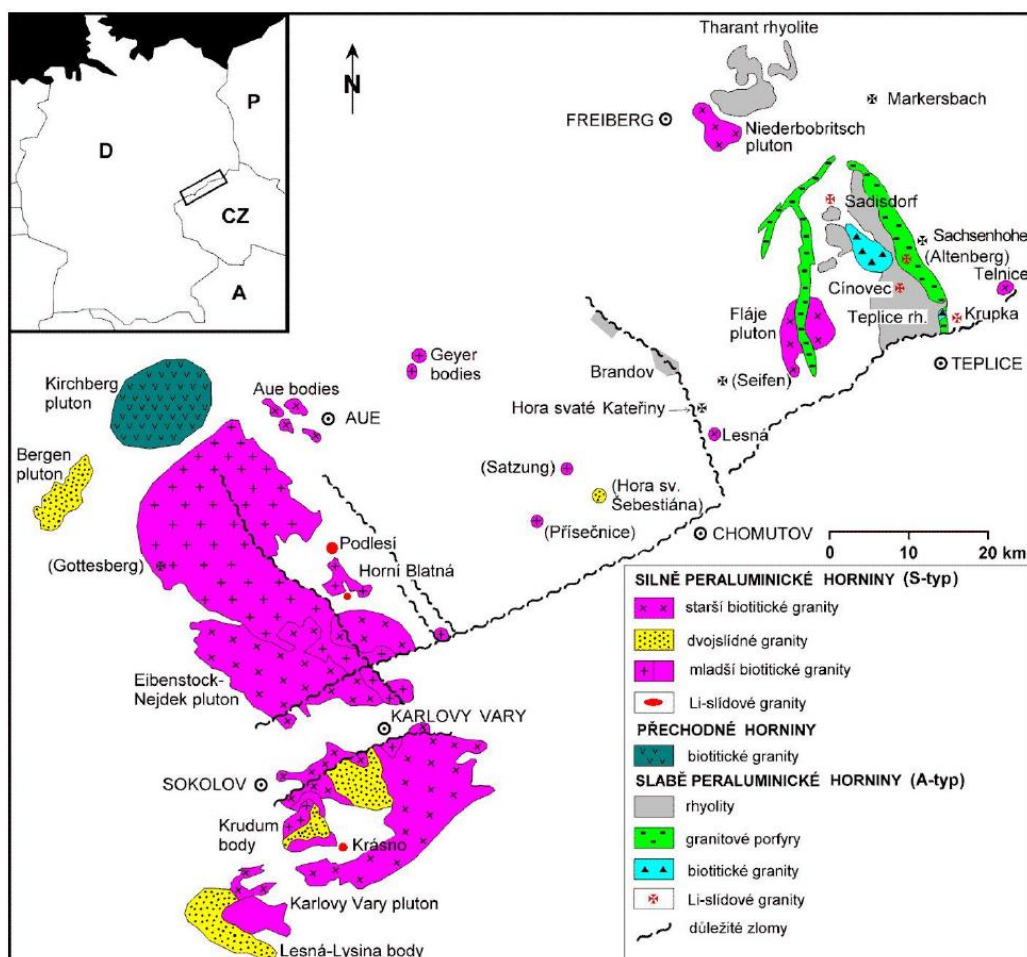 D
P
CZ
A
N
Tharant rhyolite
FREIBERG
Markersbach
Niederbobritsch
pluton
Sadisdorf
Sachsenhohe
(Altenberg)
Telnice
Cínovec
Fláje
pluton
Teplice rh.
Krupka
TEPLICE
Geyer
bodies
Kirchberg
pluton
Aue bodies
AUE
Brandov
(Seifen)
Hora svaté Kateřiny
Lesná
Bergen
pluton
(Satzung)
(Hora sv.
Šebestiána)
(Přísečnice)
CHOMUTOV
0 10 20 km
Podlesí
Horní Blatná
(Gottesberg)
Eibenstock-
Nejdek pluton
KARLOVY VARY
SOKOLOV
Krudum
body
Krásno
Karlovy Vary pluton
Lesná-Lysina body
SILNĚ PERALUMINICKÉ HORNINY (S-typ)
starší biotitické granity
dvojslídné granity
mladší biotitické granity
Li-slídové granity
PŘECHODNÉ HORNINY
biotitické granity
SLABĚ PERALUMINICKÉ HORNINY (A-typ)
rhyolity
granitové porfyry
biotitické granity
Li-slídové granity
důležité zlomy